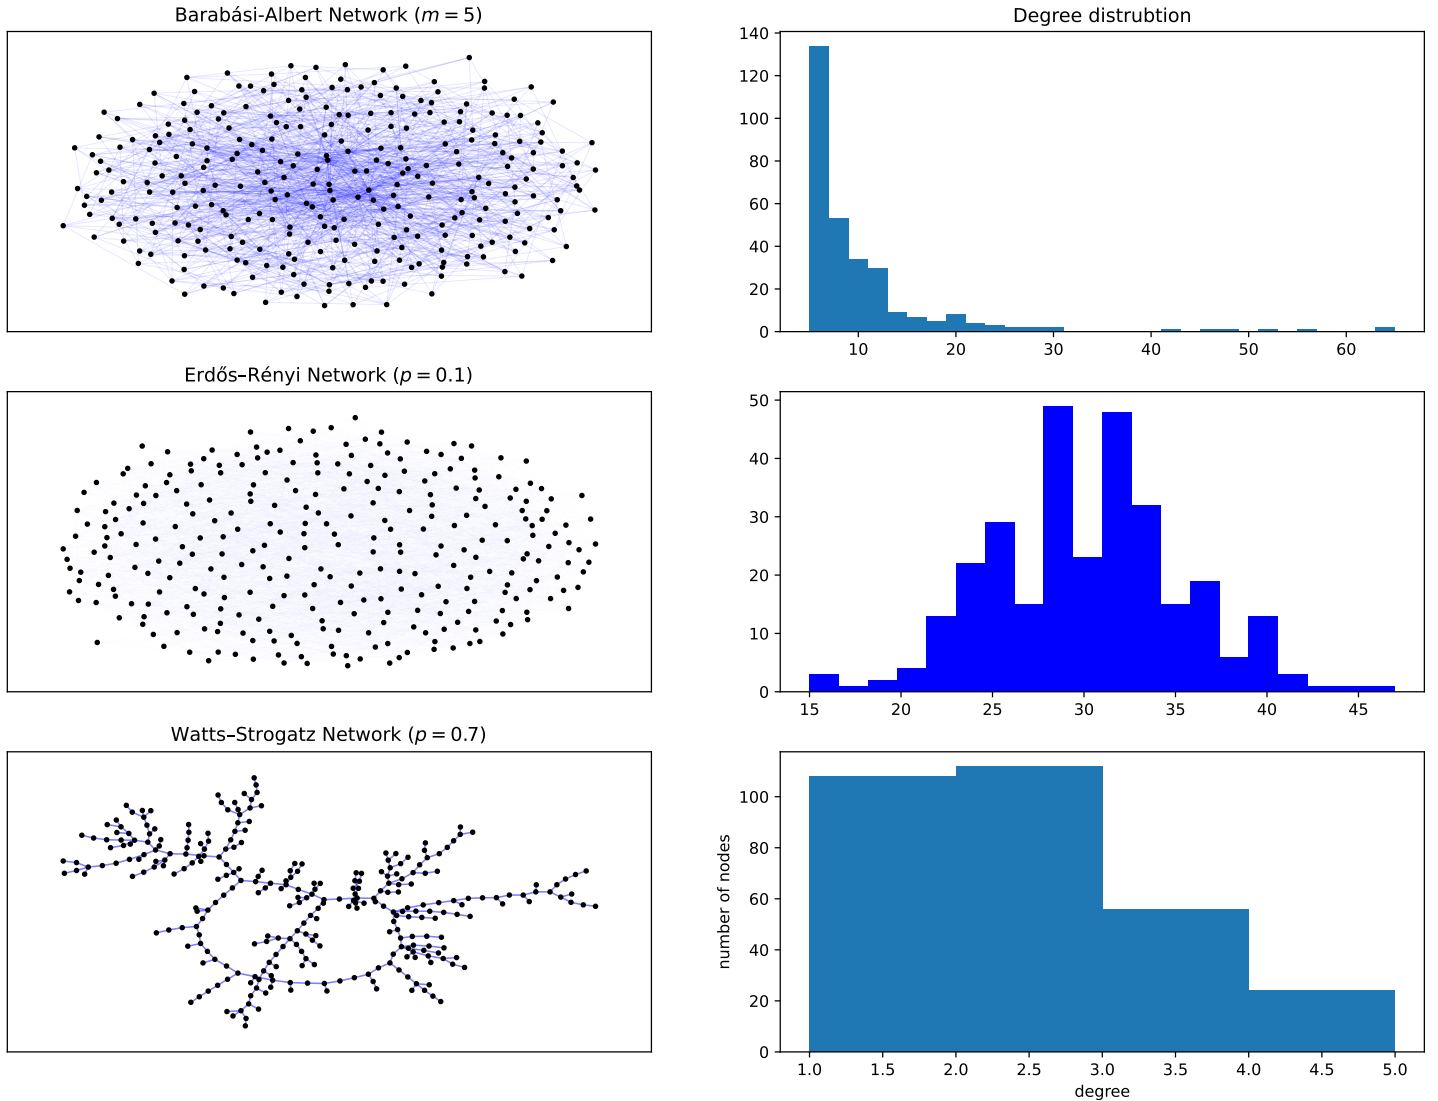 Barabási-Albert Network (m = 5)
Degree distrubtion
140
120
100
80
60
40
20
0
10 20 30 40 50 60
Erdős–Rényi Network (p = 0.1)
50
40
30
20
10
0
15 20 25 30 35 40 45
Watts–Strogatz Network (p = 0.7)
number of nodes
100
80
60
40
20
0
1.0 1.5 2.0 2.5 3.0 3.5 4.0 4.5 5.0
degree